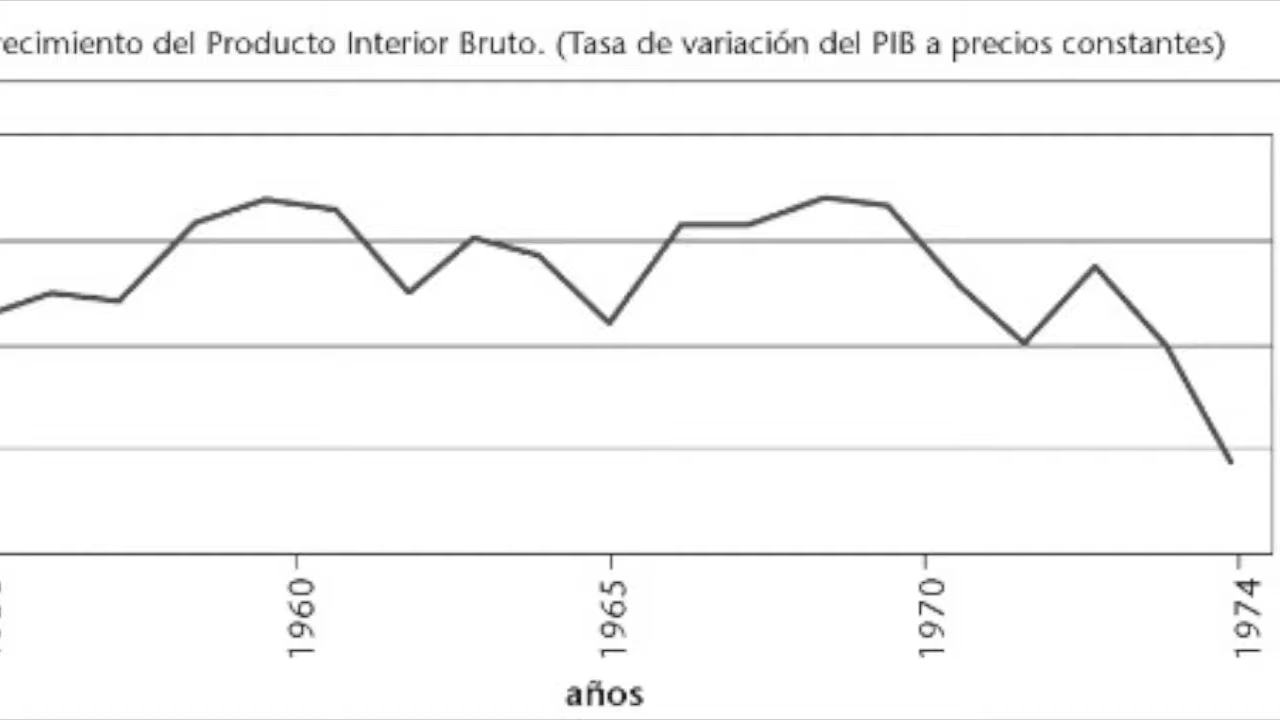 recimiento del Producto Interior Bruto. (Tasa de variación del PIB a precios constantes)
1960
1965
1970
1974
años